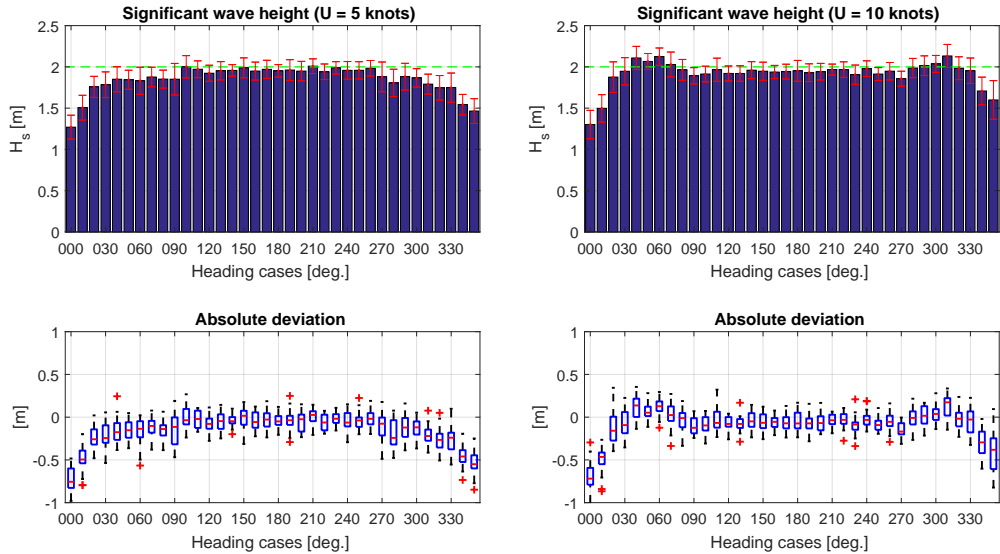 Significant wave height (U = 5 knots)
2.5
2
1.5
1
0.5
0
H_s [m]
000 030 060 090 120 150 180 210 240 270 300 330
Heading cases [deg.]
Significant wave height (U = 10 knots)
2.5
2
1.5
1
0.5
0
H_s [m]
000 030 060 090 120 150 180 210 240 270 300 330
Heading cases [deg.]
Absolute deviation
1
0.5
0
-0.5
-1
[m]
000 030 060 090 120 150 180 210 240 270 300 330
Heading cases [deg.]
Absolute deviation
1
0.5
0
-0.5
-1
[m]
000 030 060 090 120 150 180 210 240 270 300 330
Heading cases [deg.]